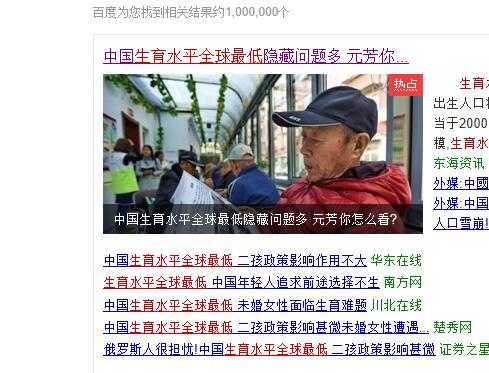 百度为您找到相关结果约1,000,000个
中国生育水平全球最低隐藏问题多 元芳你...
热点
中国生育水平全球最低隐藏问题多 元芳你怎么看?
生育
出生人口
当于2000
模,生育水
东海资讯
外媒:中國
外媒:中国
人口雪崩!
中国生育水平全球最低 二孩政策影响作用不大 华东在线
生育水平全球最低 中国年轻人追求前途选择不生 南方网
中国生育水平全球最低 未婚女性面临生育难题 川北在线
中国生育水平全球最低 二孩政策影响甚微未婚女性遭遇... 楚秀网
俄罗斯人很担忧!中国生育水平全球最低 二孩政策影响甚微 证券之星